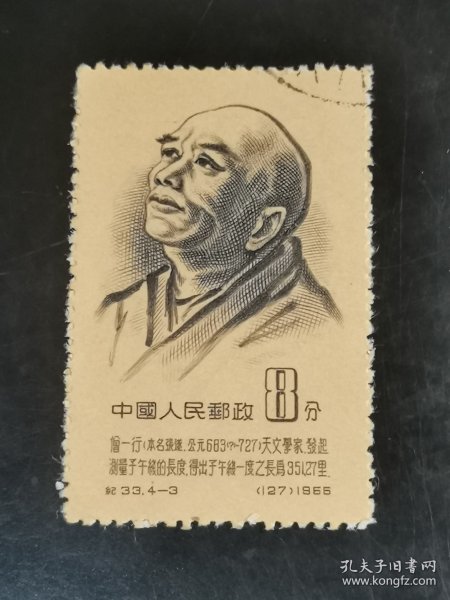 中國人民郵政 8分
僧一行(本名張遂，公元683(?)-727)天文學家，發起
測量子午綫的長度，得出子午綫一度之長爲351.27里。
紀33.4-3 (127)1955
孔夫子旧书网
www.kongfz.com